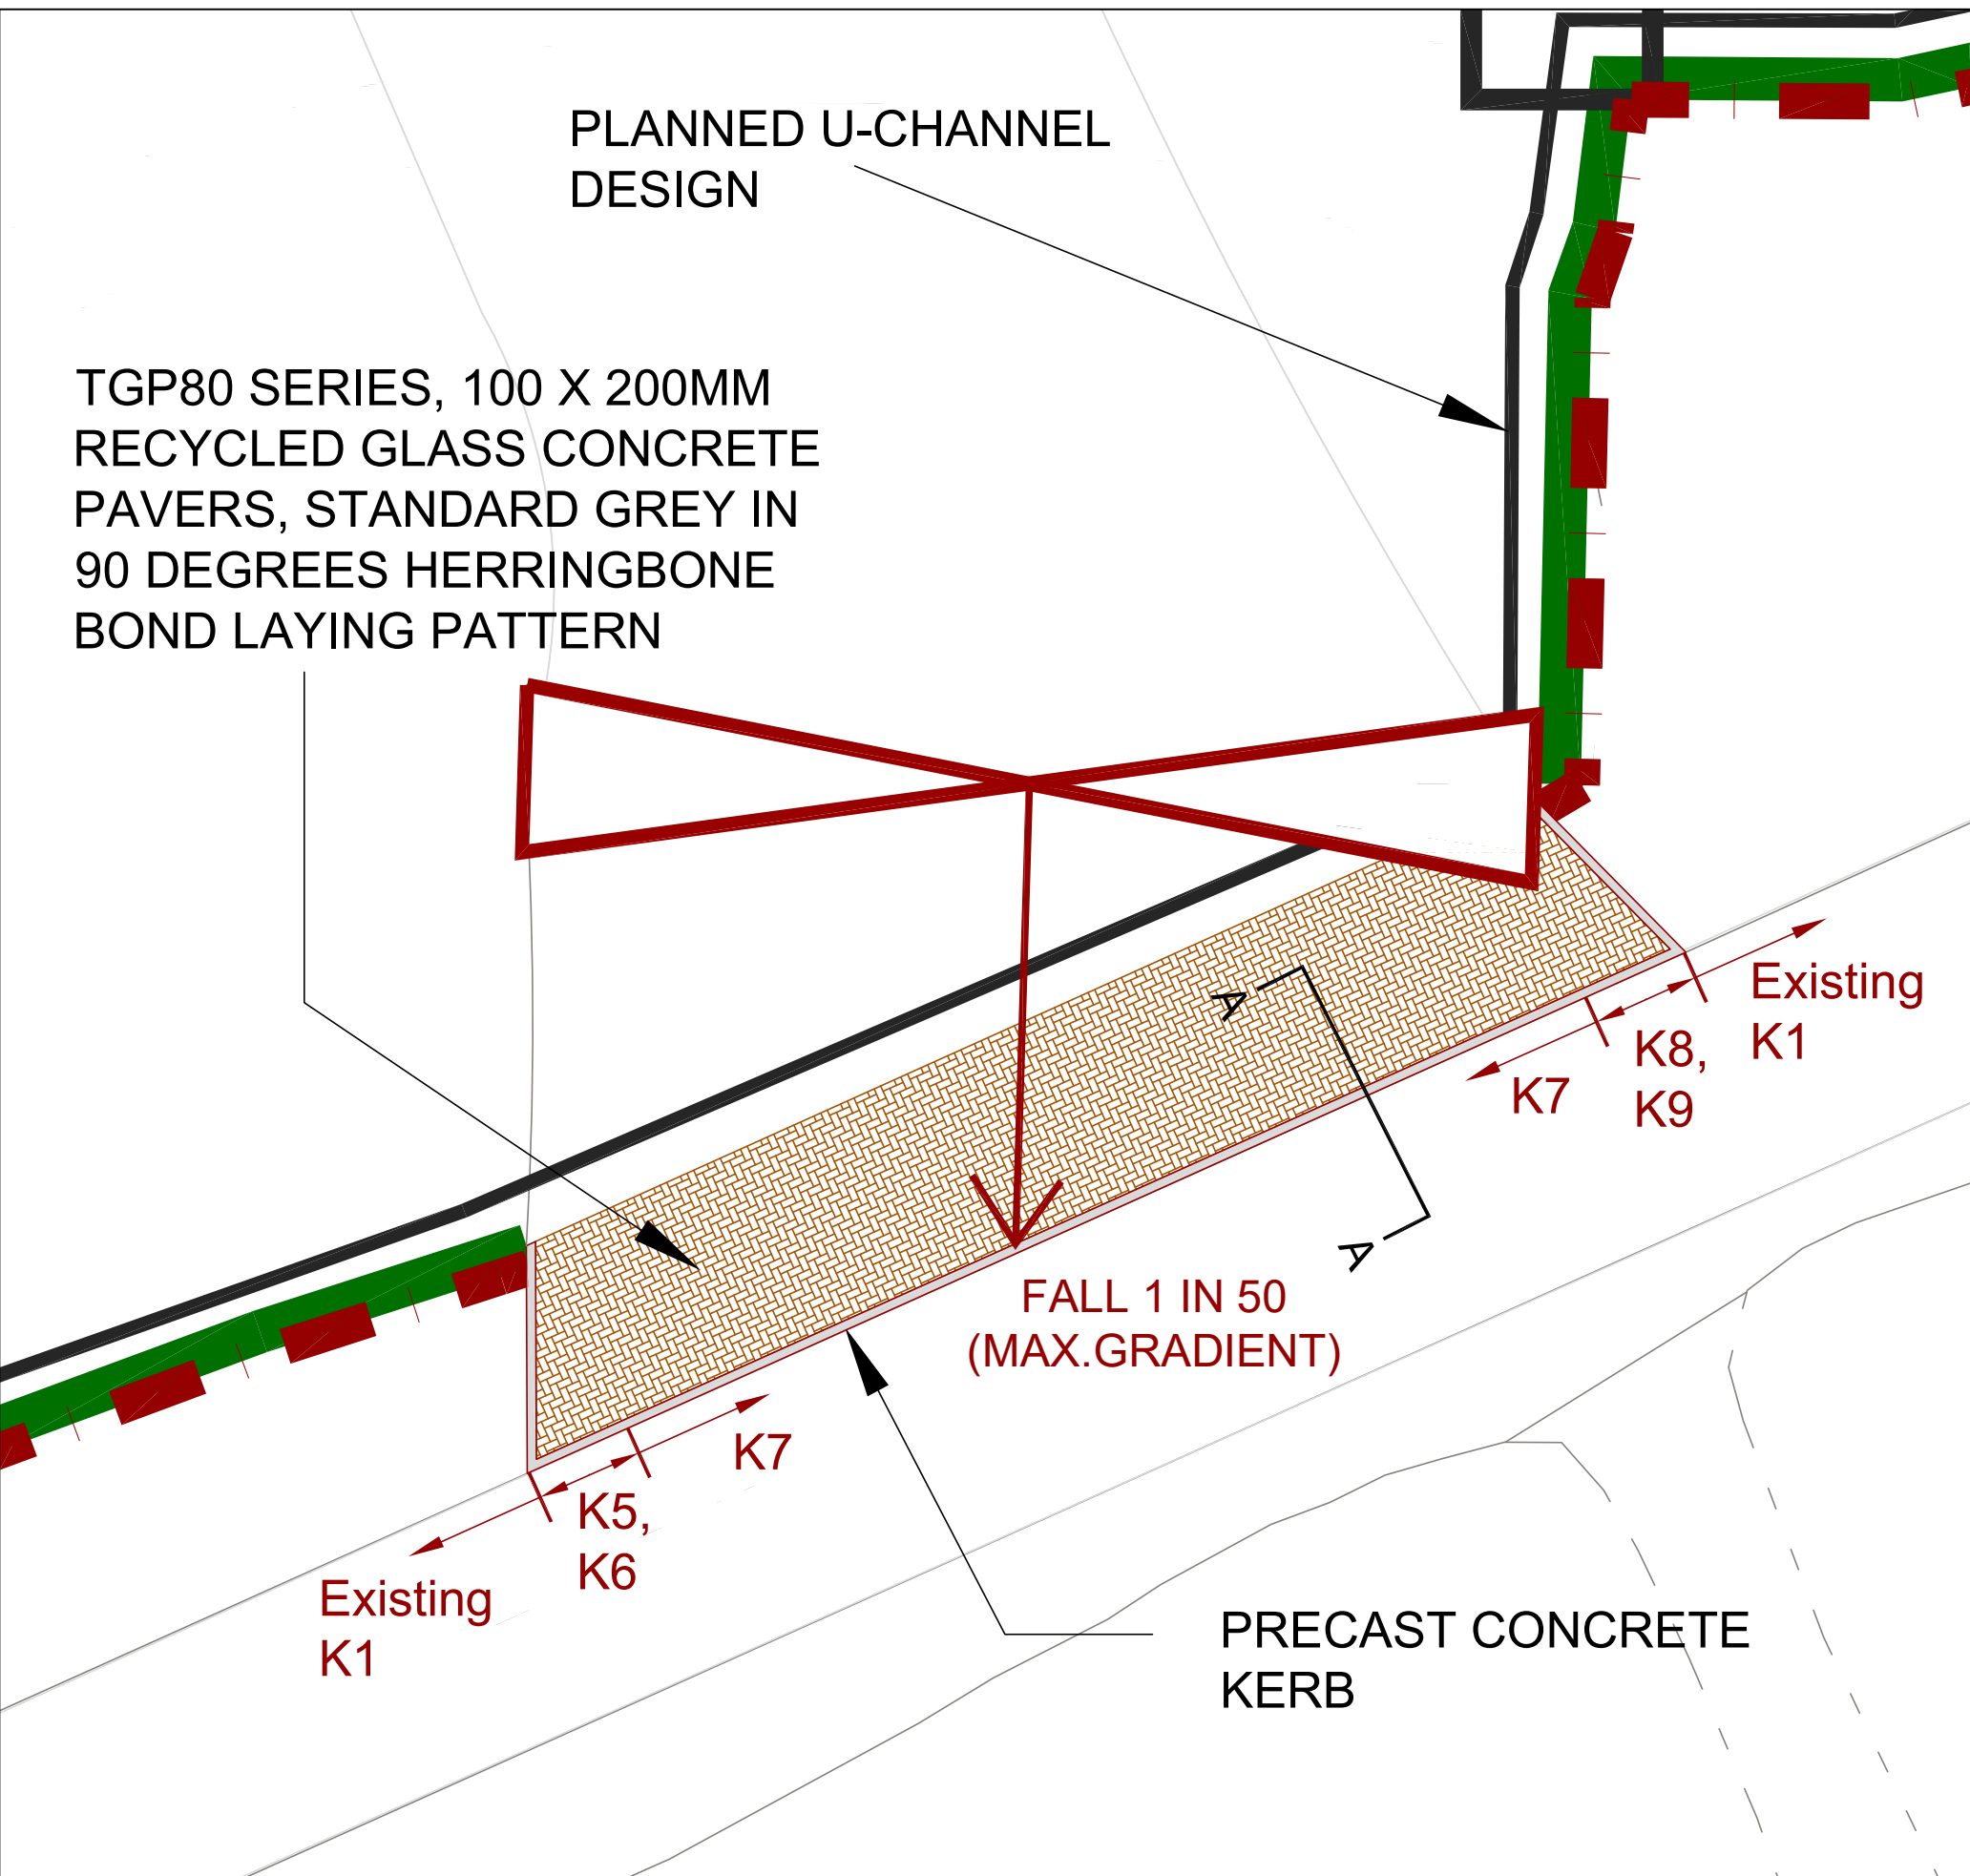 PLANNED U-CHANNEL
DESIGN
TGP80 SERIES, 100 X 200MM
RECYCLED GLASS CONCRETE
PAVERS, STANDARD GREY IN
90 DEGREES HERRINGBONE
BOND LAYING PATTERN
A
A
Existing
K1
K8,
K9
K7
FALL 1 IN 50
(MAX.GRADIENT)
K7
K5,
K6
Existing
K1
PRECAST CONCRETE
KERB